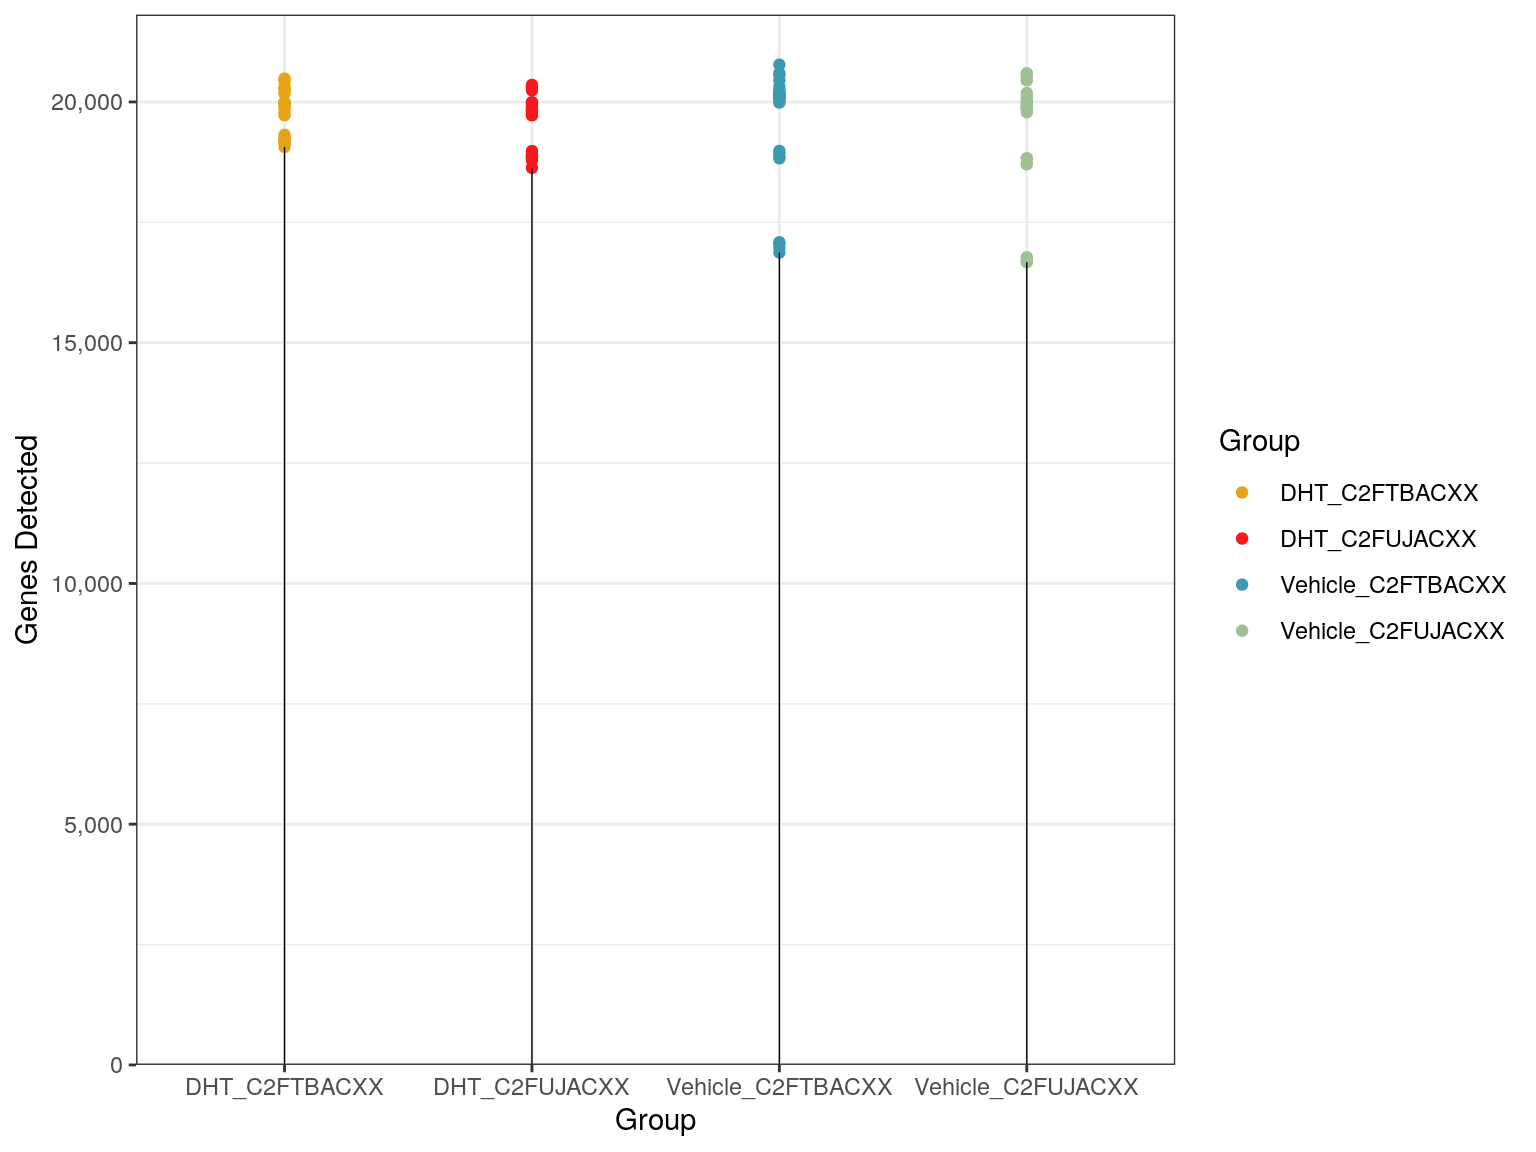 20,000
15,000
10,000
5,000
0
Genes Detected
DHT_C2FTBACXX DHT_C2FUJACXX Vehicle_C2FTBACXX Vehicle_C2FUJACXX
Group
Group
DHT_C2FTBACXX
DHT_C2FUJACXX
Vehicle_C2FTBACXX
Vehicle_C2FUJACXX